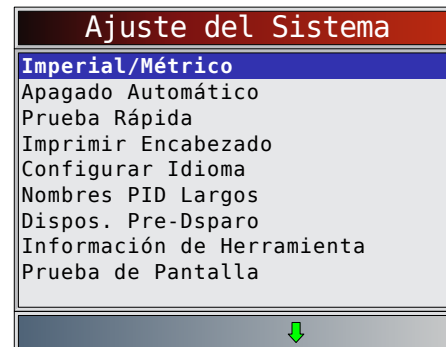 Ajuste del Sistema
Imperial/Métrico
Apagado Automático
Prueba Rápida
Imprimir Encabezado
Configurar Idioma
Nombres PID Largos
Dispos. Pre-Dsparo
Información de Herramienta
Prueba de Pantalla